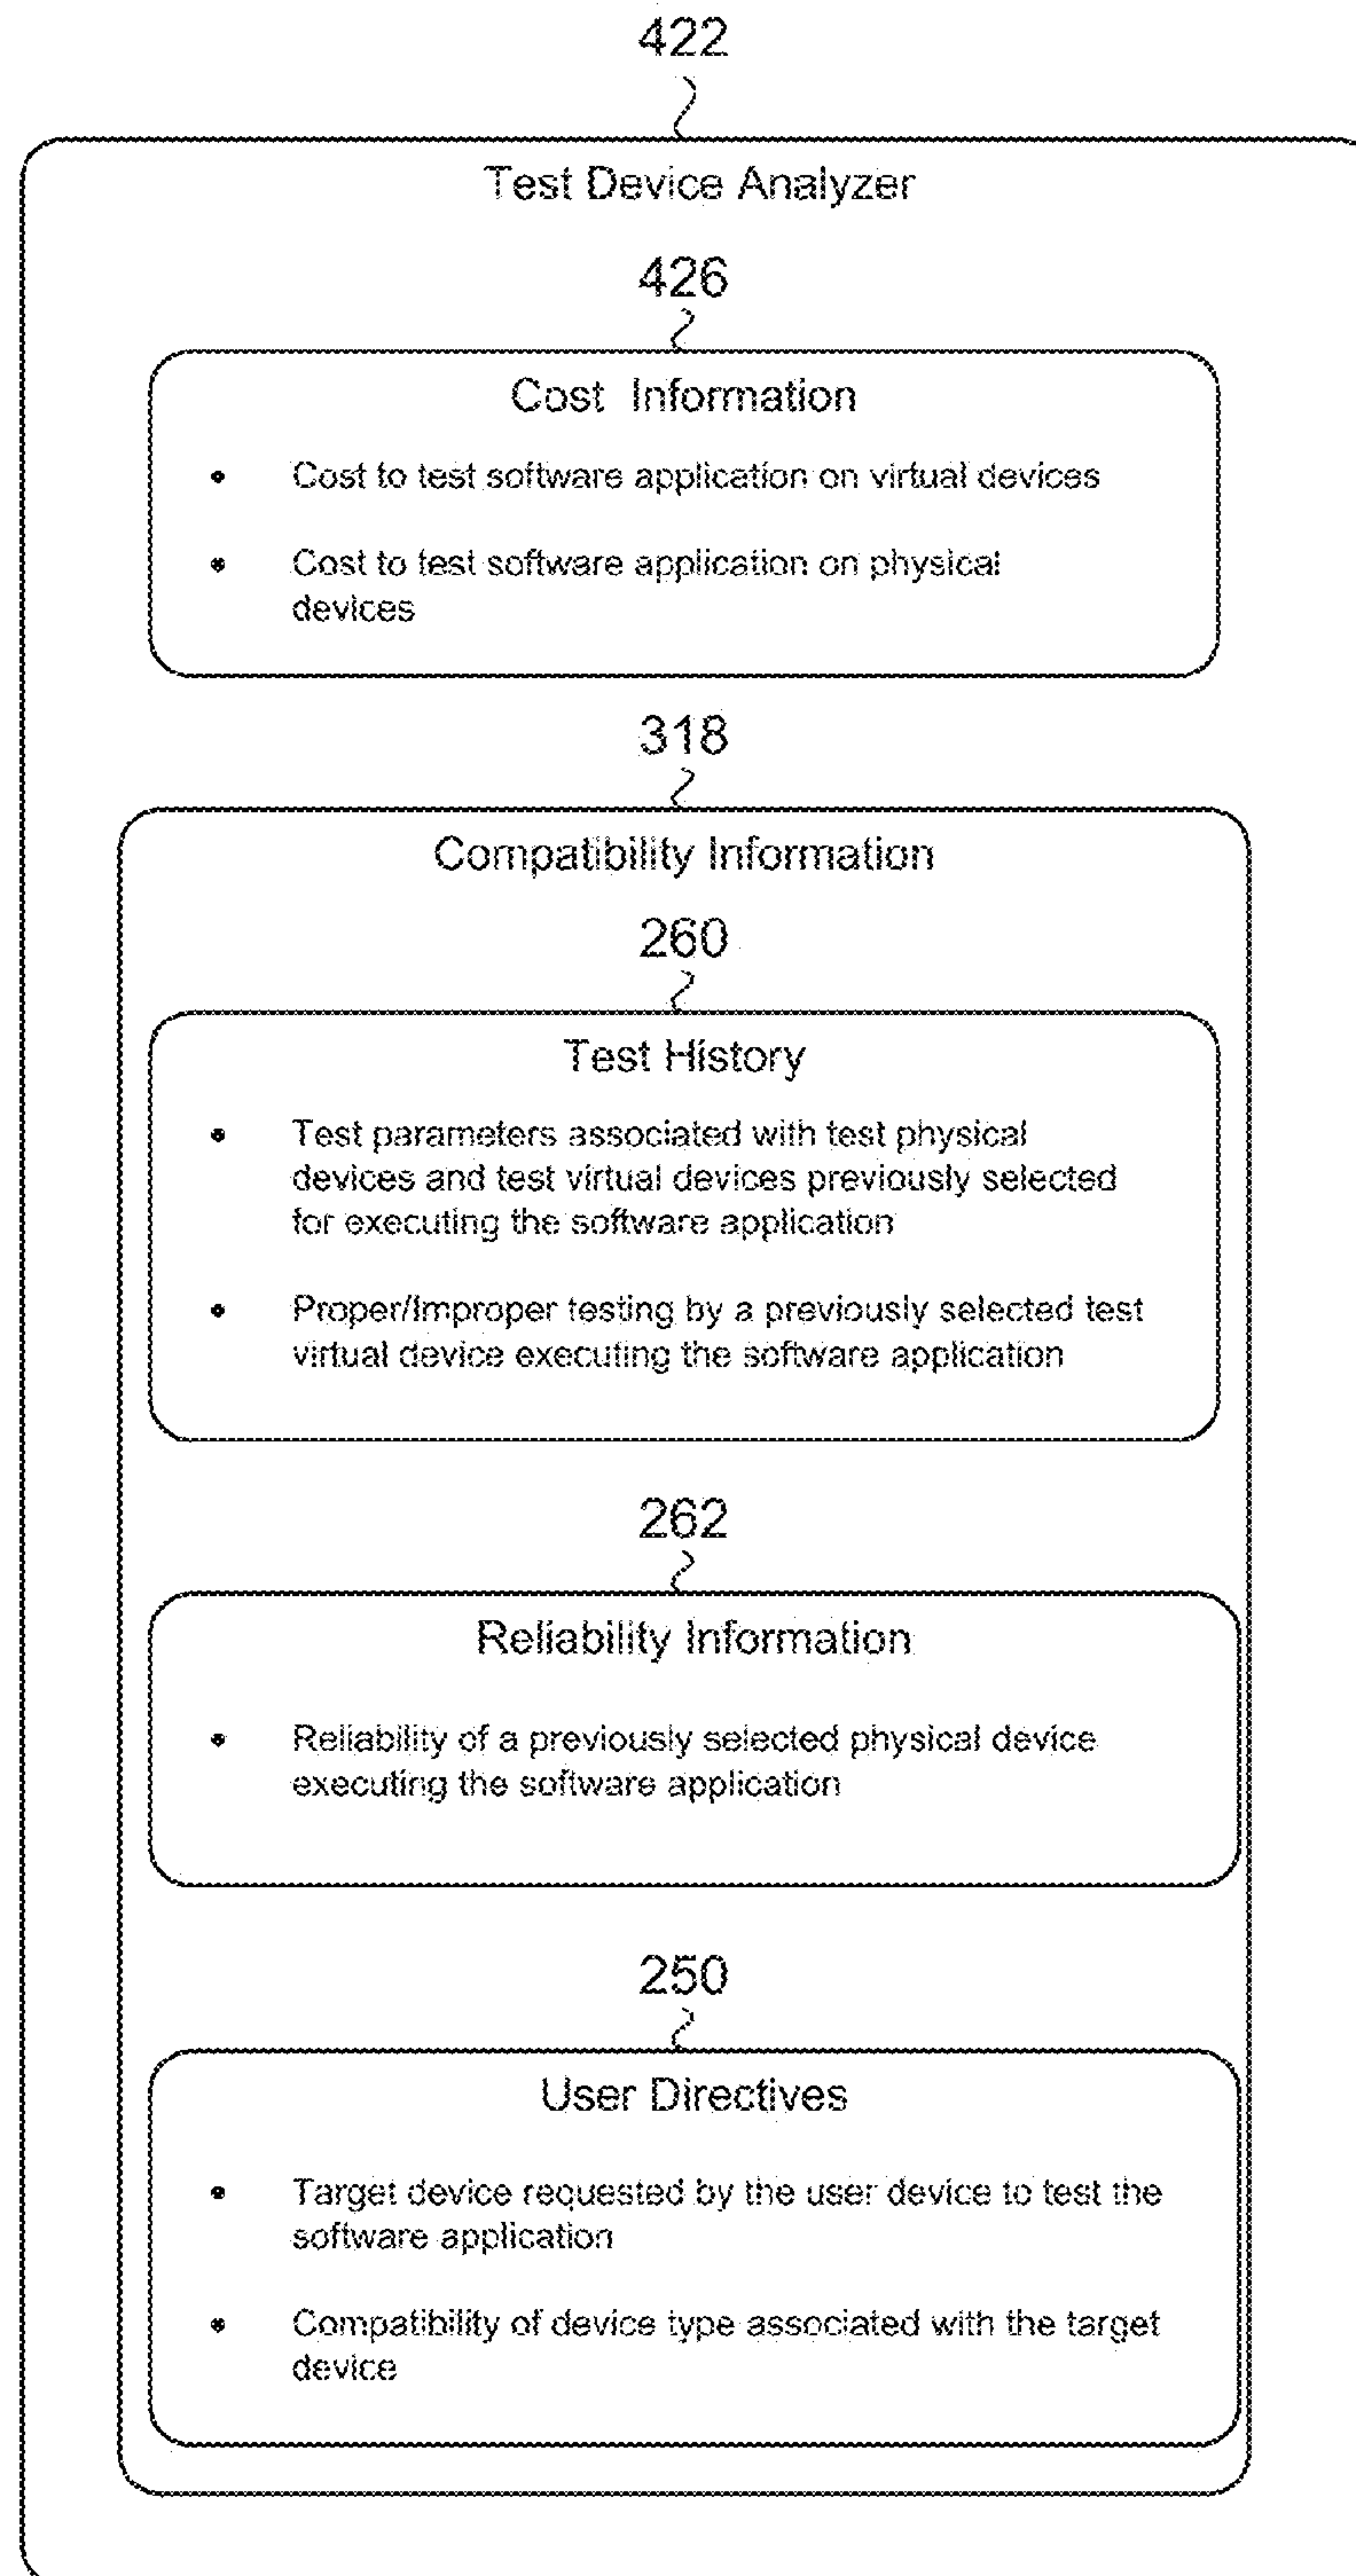 422
Test Device Analyzer
426
Cost Information
• Cost to test software application on virtual devices
• Cost to test software application on physical
devices
318
Compatibility Information
260
Test History
• Test parameters associated with test physical
devices and test virtual devices previously selected
for executing the software application
• Proper/Improper testing by a previously selected test
virtual device executing the software application
262
Reliability Information
• Reliability of a previously selected physical device
executing the software application
250
User Directives
• Target device requested by the user device to test the
software application
• Compatibility of device type associated with the target
device